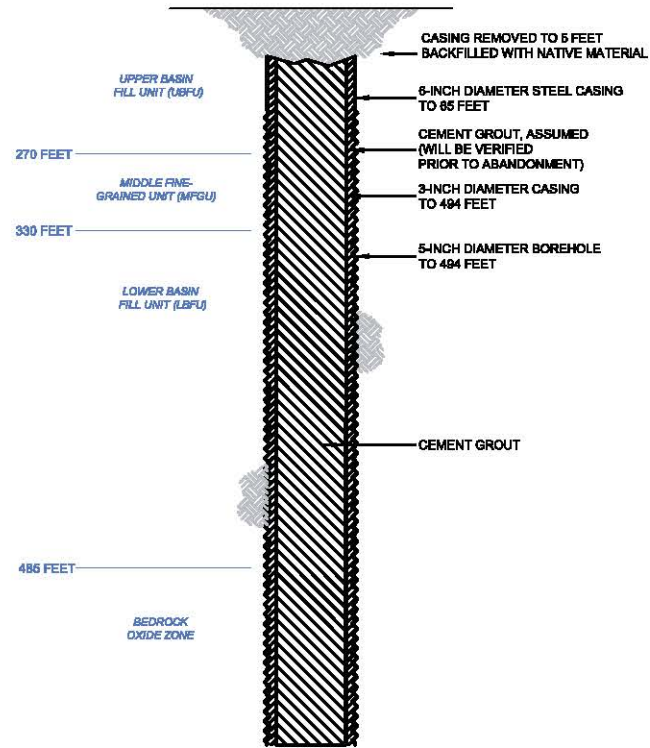 CASING REMOVED TO 5 FEET
BACKFILLED WITH NATIVE MATERIAL
UPPER BASIN
FILL UNIT (UBFU)
6-INCH DIAMETER STEEL CASING
TO 85 FEET
CEMENT GROUT, ASSUMED
(WILL BE VERIFIED
PRIOR TO ABANDONMENT)
270 FEET
MIDDLE FINE-
GRAINED UNIT (MFGU)
3-INCH DIAMETER CASING
TO 494 FEET
330 FEET
5-INCH DIAMETER BOREHOLE
TO 494 FEET
LOWER BASIN
FILL UNIT (LBFU)
CEMENT GROUT
485 FEET
BEDROCK
OXIDE ZONE